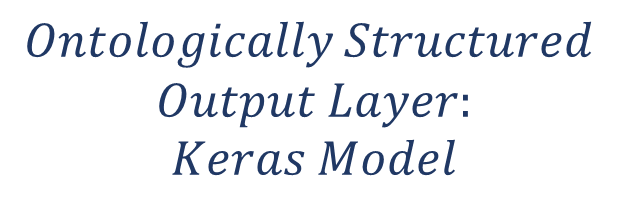 Ontologically Structured
Output Layer:
Keras Model